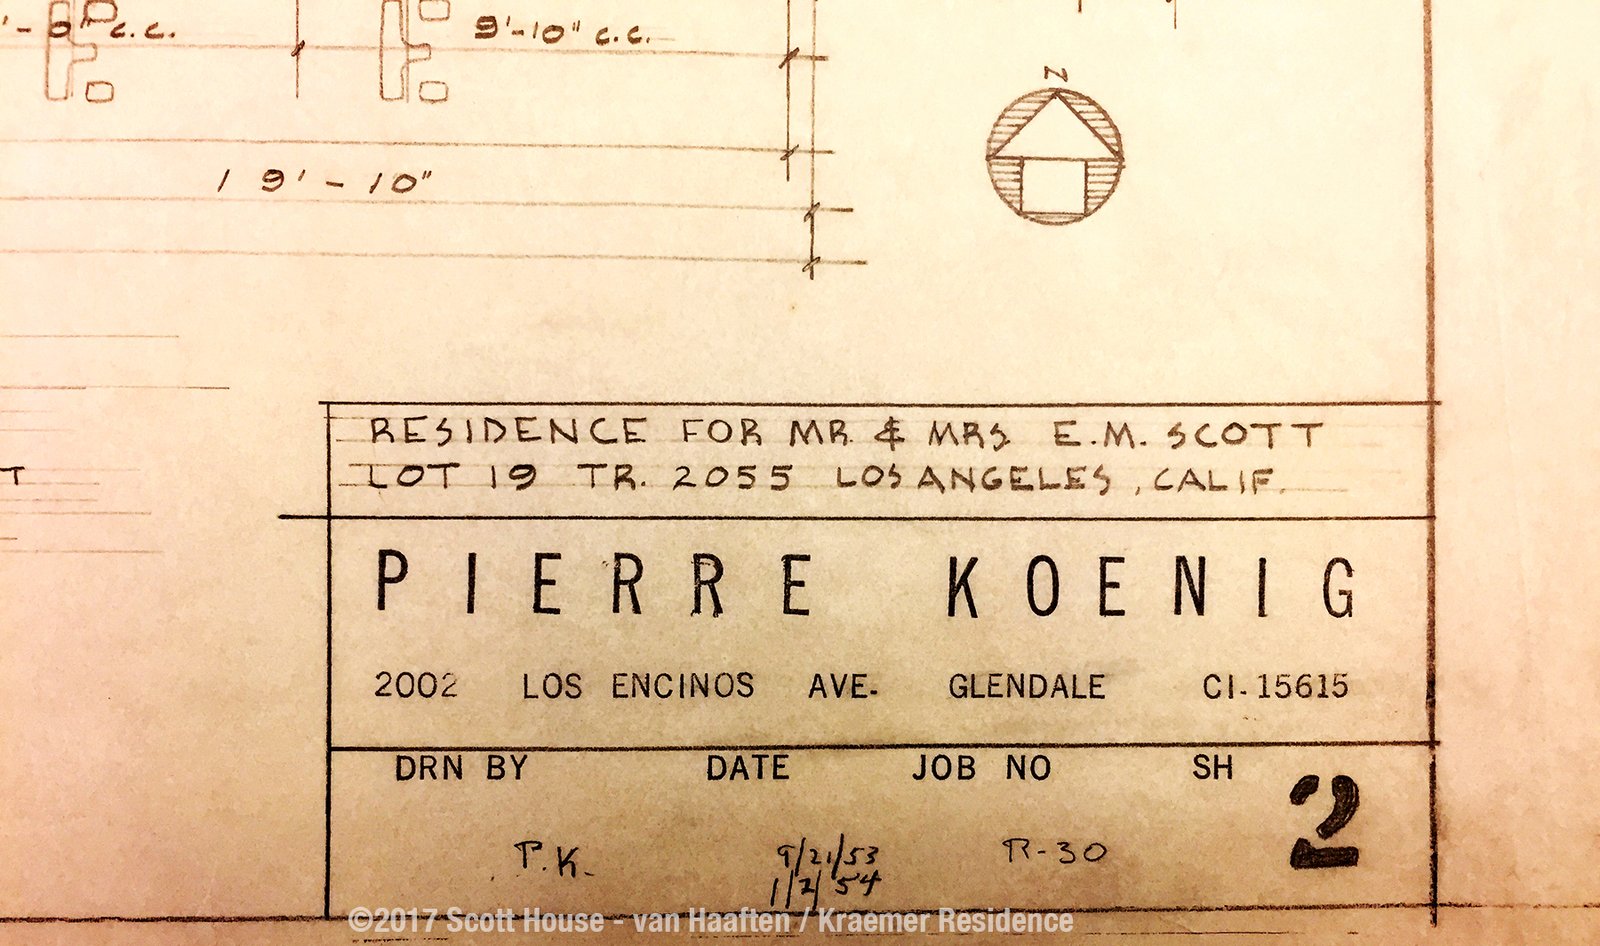 '-0" c.c.
9'-10" c.c.
N
19'-10"
T
RESIDENCE FOR MR. & MRS. E.M. SCOTT
LOT 19 TR. 2055 LOS ANGELES, CALIF.
PIERRE KOENIG
2002 LOS ENCINOS AVE. GLENDALE CI. 15615
DRN BY DATE JOB NO SH
2
P.K. 9/21/53 R-30
1/2/54
©2017 Scott House - van Haaften / Kraemer Residence